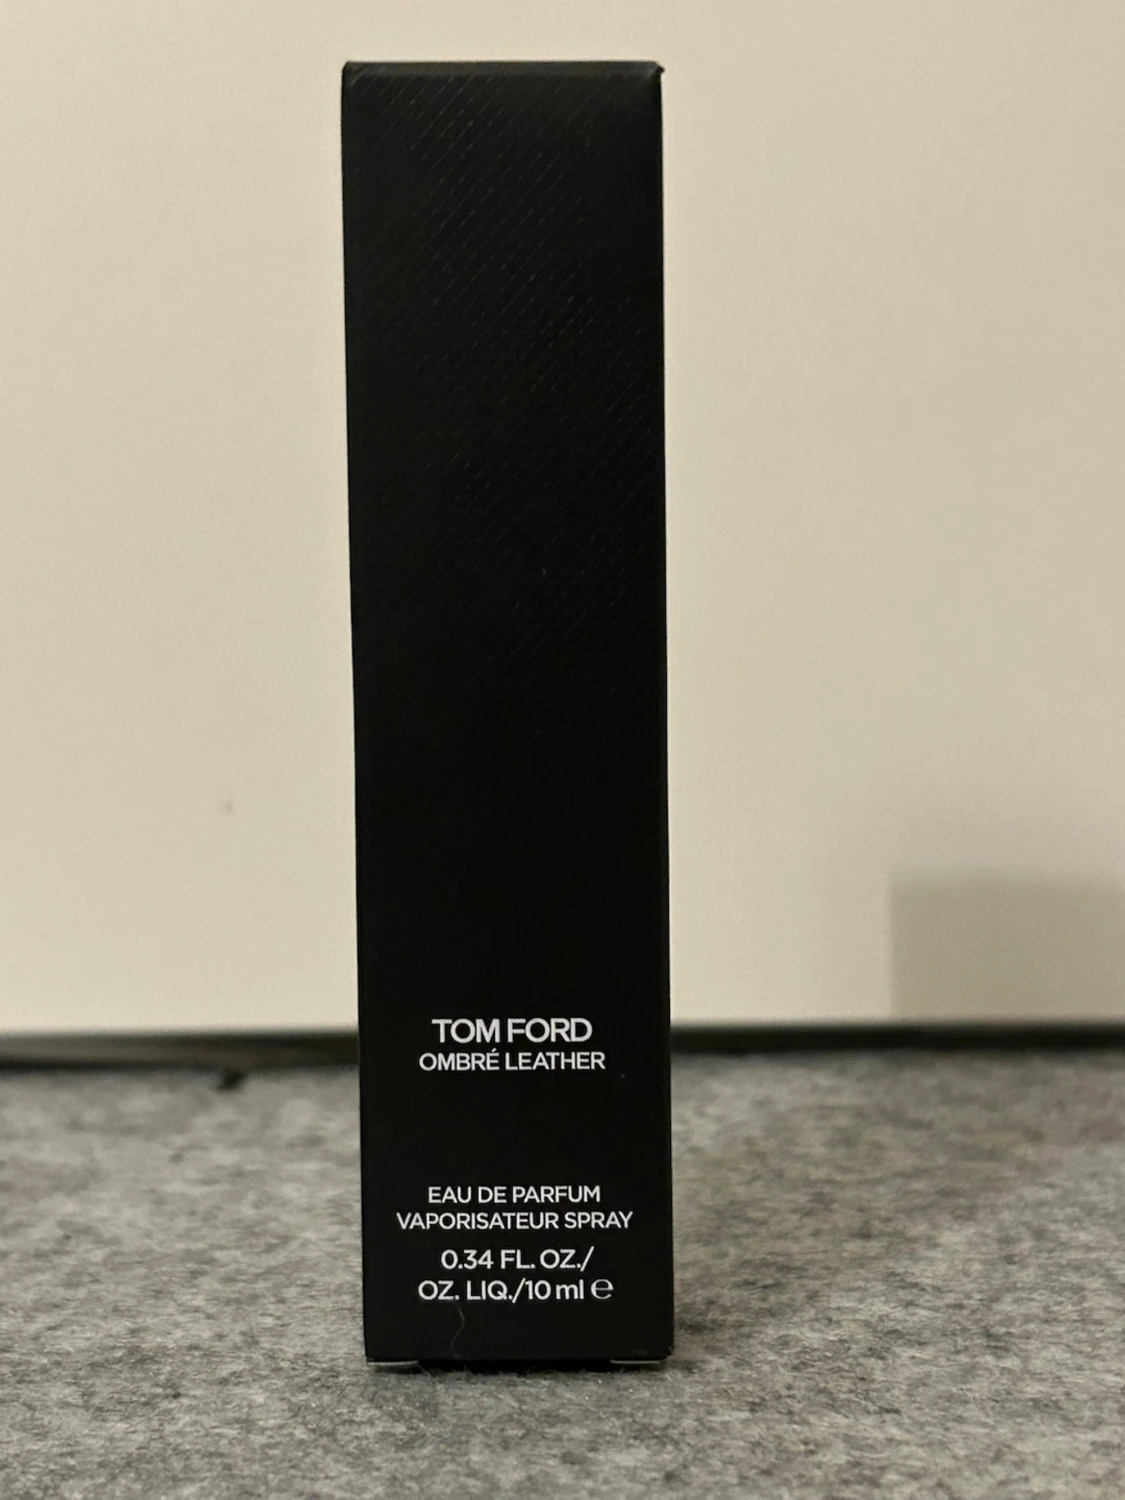 TOM FORD
OMBRÉ LEATHER
EAU DE PARFUM
VAPORISATEUR SPRAY
0.34 FL. OZ./
OZ. LIQ./10 ml ℮